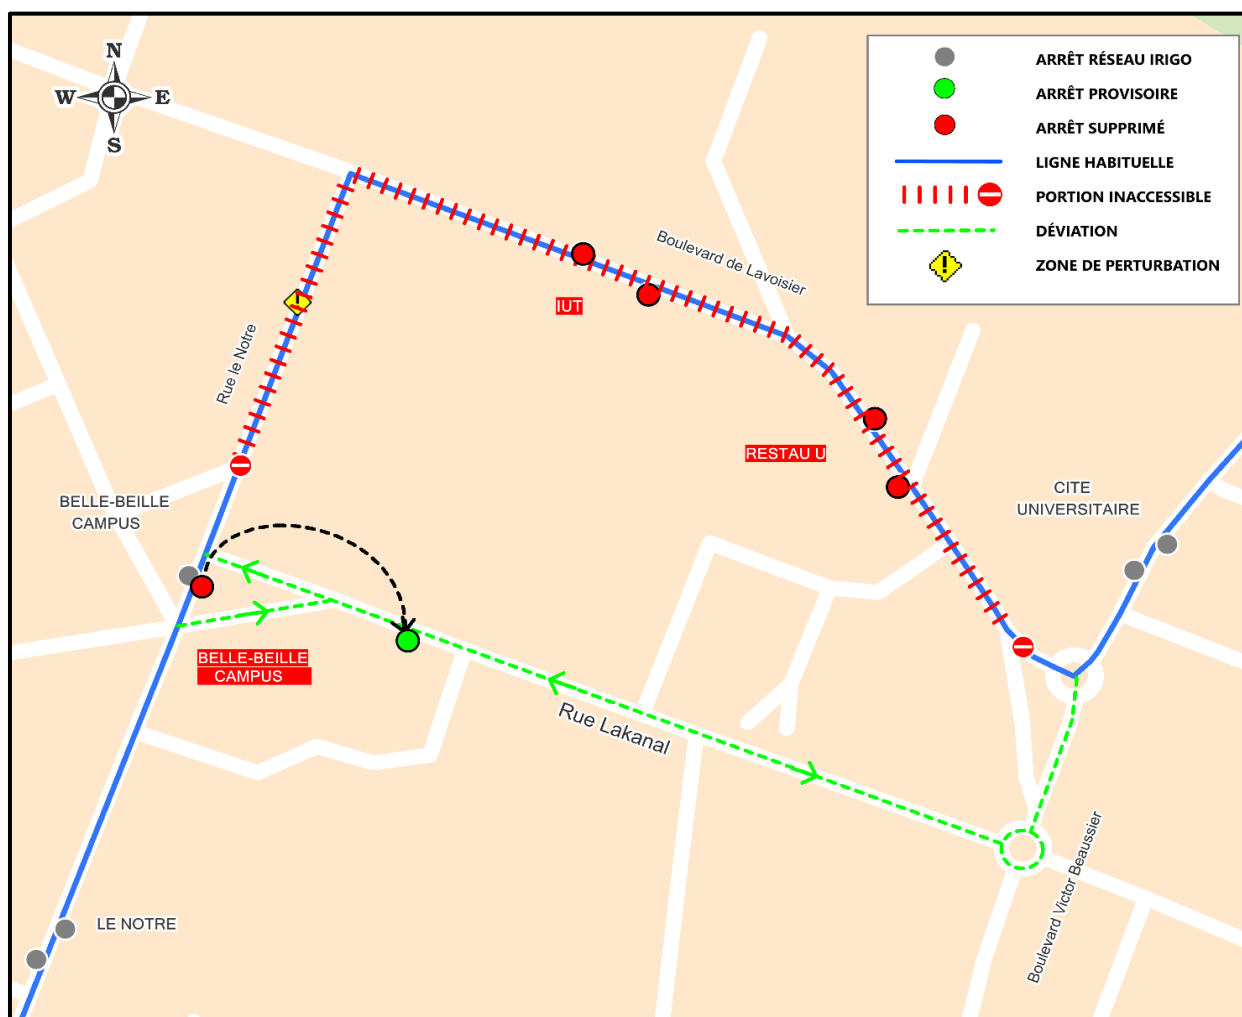 N
W E
S
ARRÊT RÉSEAU IRIGO
ARRÊT PROVISOIRE
ARRÊT SUPPRIMÉ
LIGNE HABITUELLE
PORTION INACCESSIBLE
DÉVIATION
ZONE DE PERTURBATION
Boulevard de Lavoisier
IUT
Rue le Notre
RESTAU U
BELLE-BEILLE
CAMPUS
CITE
UNIVERSITAIRE
BELLE-BEILLE
CAMPUS
Rue Lakanal
Boulevard Victor Beaussier
LE NOTRE